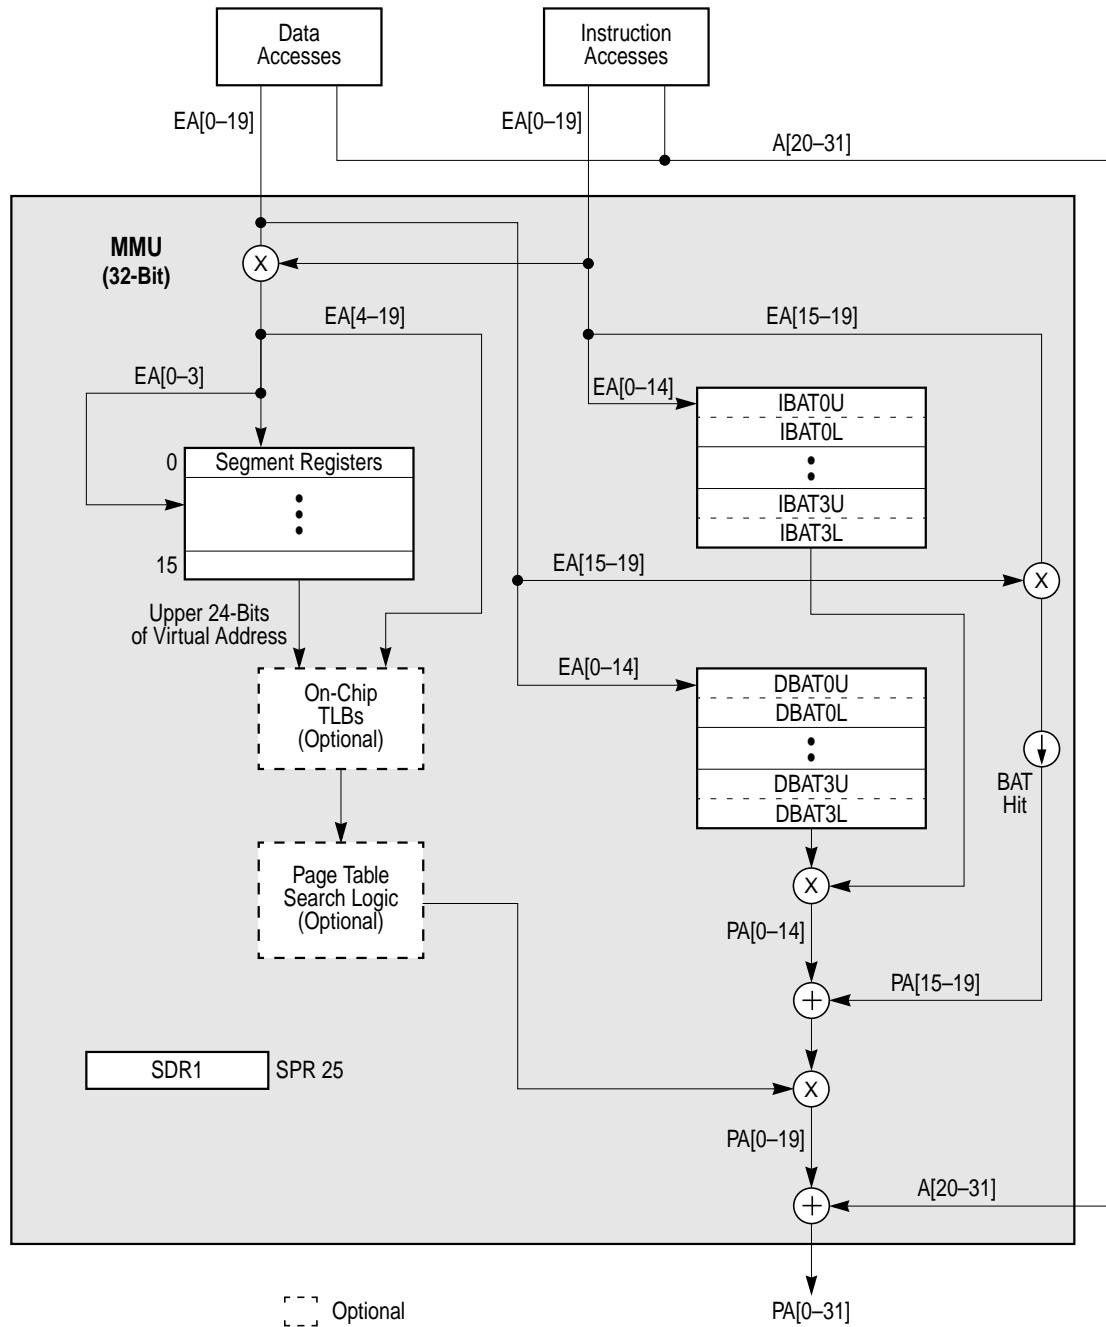 Data
Accesses
Instruction
Accesses
EA[0–19]
EA[0–19]
A[20–31]
MMU
(32-Bit)
X
EA[4–19]
EA[15–19]
EA[0–3]
EA[0–14]
IBAT0U
IBAT0L
IBAT3U
IBAT3L
0
Segment Registers
15
EA[15–19]
X
Upper 24-Bits
of Virtual Address
EA[0–14]
On-Chip
TLBs
(Optional)
DBAT0U
DBAT0L
DBAT3U
DBAT3L
BAT
Hit
Page Table
Search Logic
(Optional)
X
PA[0–14]
PA[15–19]
+
SDR1
SPR 25
X
PA[0–19]
A[20–31]
+
Optional
PA[0–31]